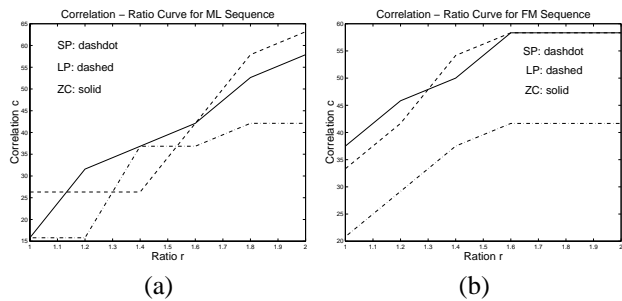 Correlation – Ratio Curve for ML Sequence
65
60
55
50
45
40
35
30
25
20
15
Correlation c
SP: dashdot
LP: dashed
ZC: solid
1 1.1 1.2 1.3 1.4 1.5 1.6 1.7 1.8 1.9 2
Ratio r
(a)
Correlation – Ratio Curve for FM Sequence
60
55
50
45
40
35
30
25
20
Correlation c
SP: dashdot
LP: dashed
ZC: solid
1 1.1 1.2 1.3 1.4 1.5 1.6 1.7 1.8 1.9 2
Ration r
(b)